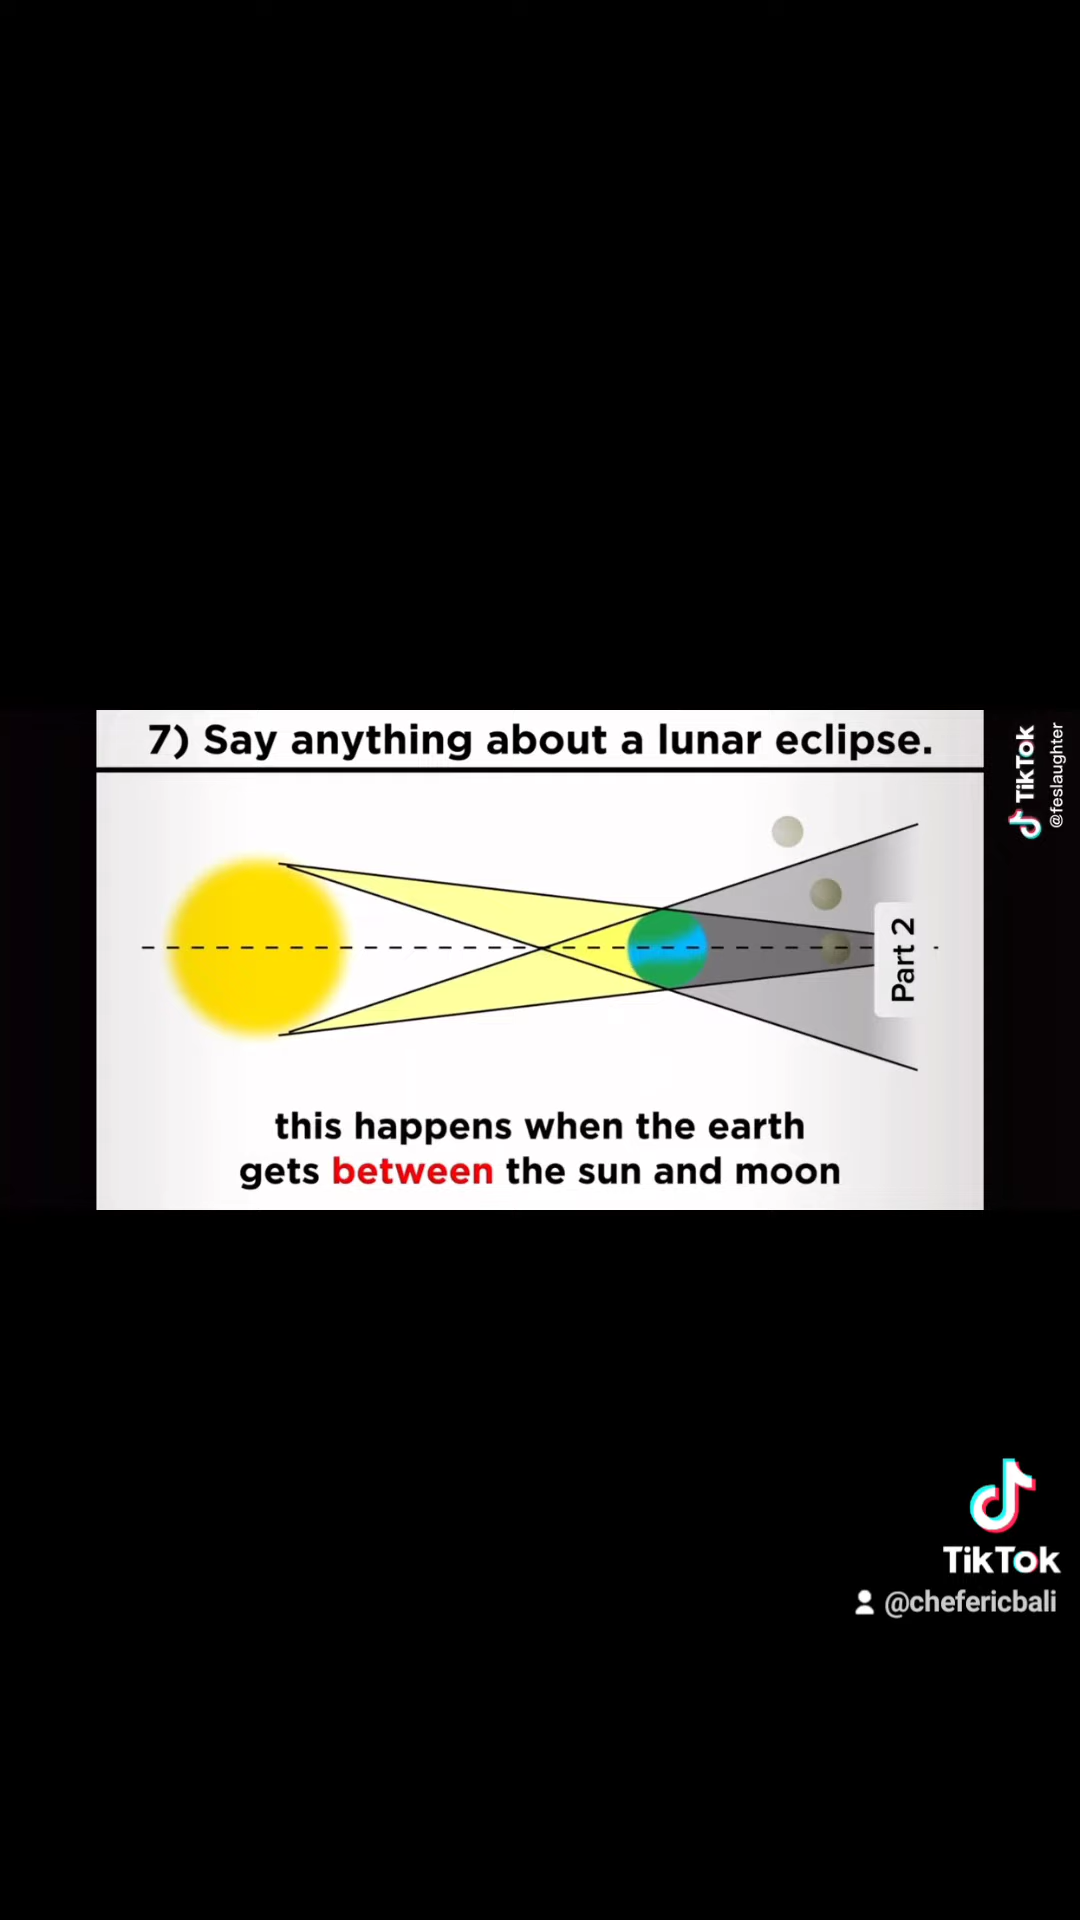 7) Say anything about a lunar eclipse.
TikTok
@feslaughter
Part 2
this happens when the earth
gets between the sun and moon
TikTok
@chefericbali